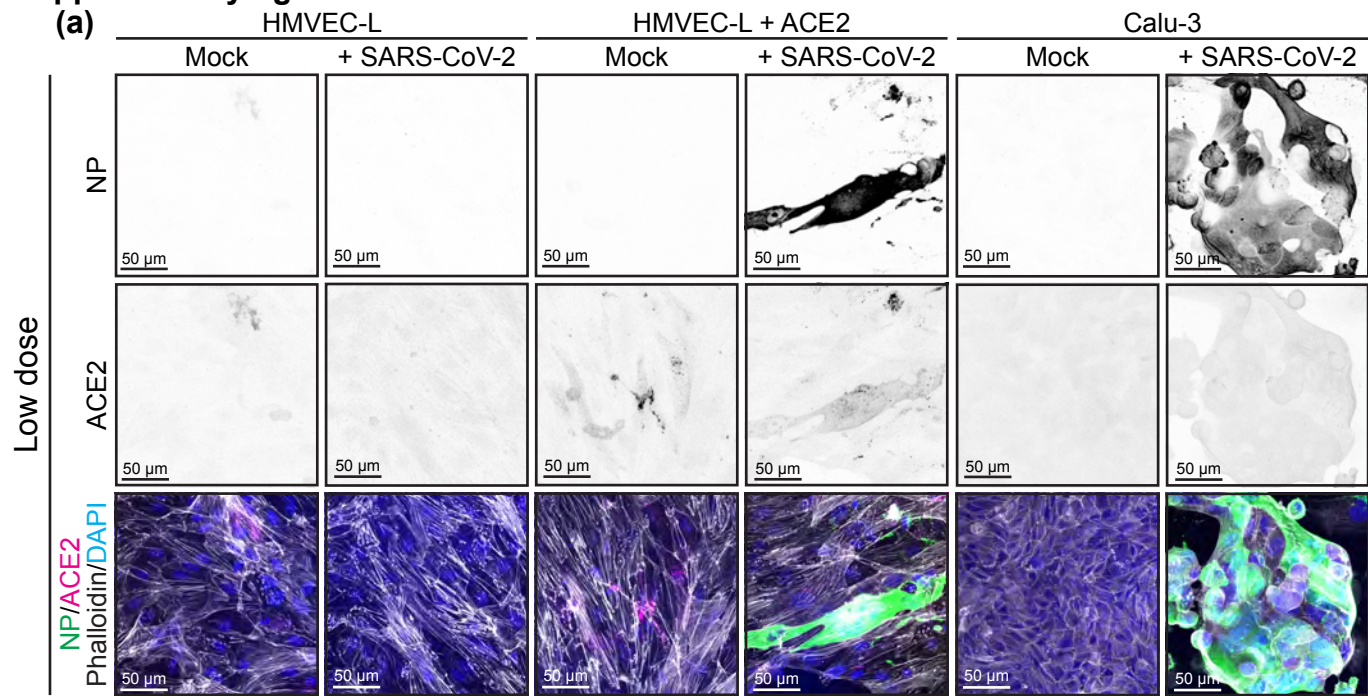 (a)
HMVEC-L HMVEC-L + ACE2 Calu-3
Mock + SARS-CoV-2 Mock + SARS-CoV-2 Mock + SARS-CoV-2
Low dose
NP
50 µm 50 µm 50 µm 50 µm 50 µm 50 µm
ACE2
50 µm 50 µm 50 µm 50 µm 50 µm 50 µm
NP/ACE2
Phalloidin/DAPI
50 µm 50 µm 50 µm 50 µm 50 µm 50 µm